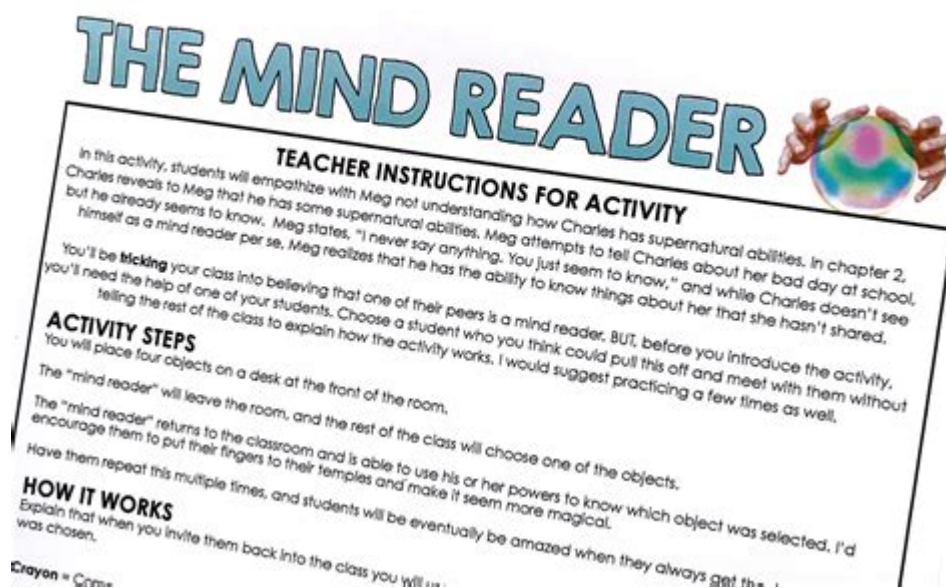 THE MIND READER
TEACHER INSTRUCTIONS FOR ACTIVITY
In this activity, students will empathize with Meg not understanding how Charles has supernatural abilities. In chapter 2,
Charles reveals to Meg that he has some supernatural abilities. Meg attempts to tell Charles about her bad day at school,
but he already seems to know. Meg states, "I never say anything. You just seem to know," and while Charles doesn't see
himself as a mind reader per se, Meg realizes that he has the ability to know things about her that she hasn't shared.
You'll be tricking your class into believing that one of their peers is a mind reader. BUT, before you introduce the activity,
you'll need the help of one of your students. Choose a student who you think could pull this off and meet with them without
telling the rest of the class to explain how the activity works. I would suggest practicing a few times as well.
ACTIVITY STEPS
You will place four objects on a desk at the front of the room.
The "mind reader" will leave the room, and the rest of the class will choose one of the objects.
The "mind reader" returns to the classroom and is able to use his or her powers to know which object was selected. I'd
encourage them to put their fingers to their temples and make it seem more magical.
Have them repeat this multiple times, and students will be eventually be amazed when they always get
HOW IT WORKS
Explain that when you invite them back into the class you will
was chosen.
Crayon =